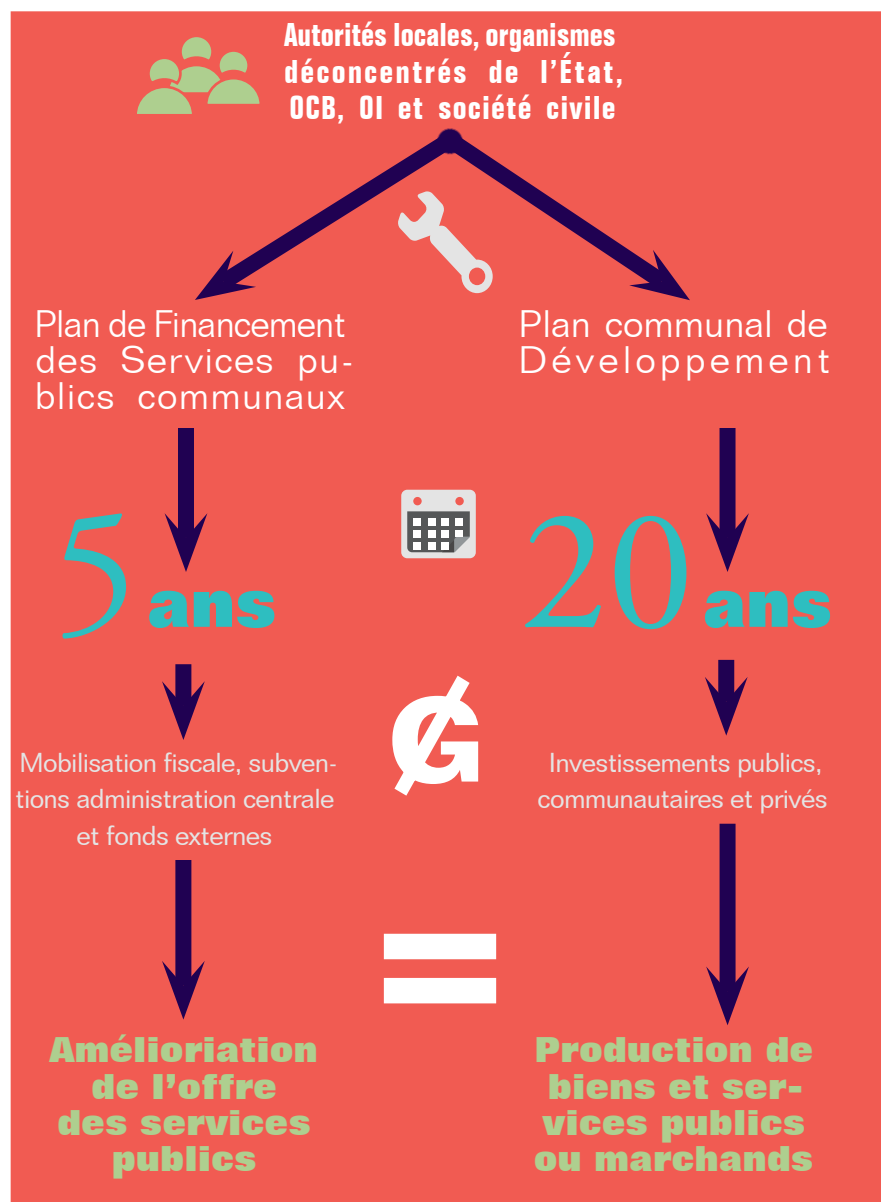 Autorités locales, organismes
déconcentrés de l'État,
OCB, OI et société civile
Plan de Financement
des Services pu-
blics communaux
Plan communal de
Développement
5 ans
20 ans
Mobilisation fiscale, subven-
tions administration centrale
et fonds externes
G
Investissements publics,
communautaires et privés
=
Amélioriation
de l'offre
des services
publics
Production de
biens et ser-
vices publics
ou marchands